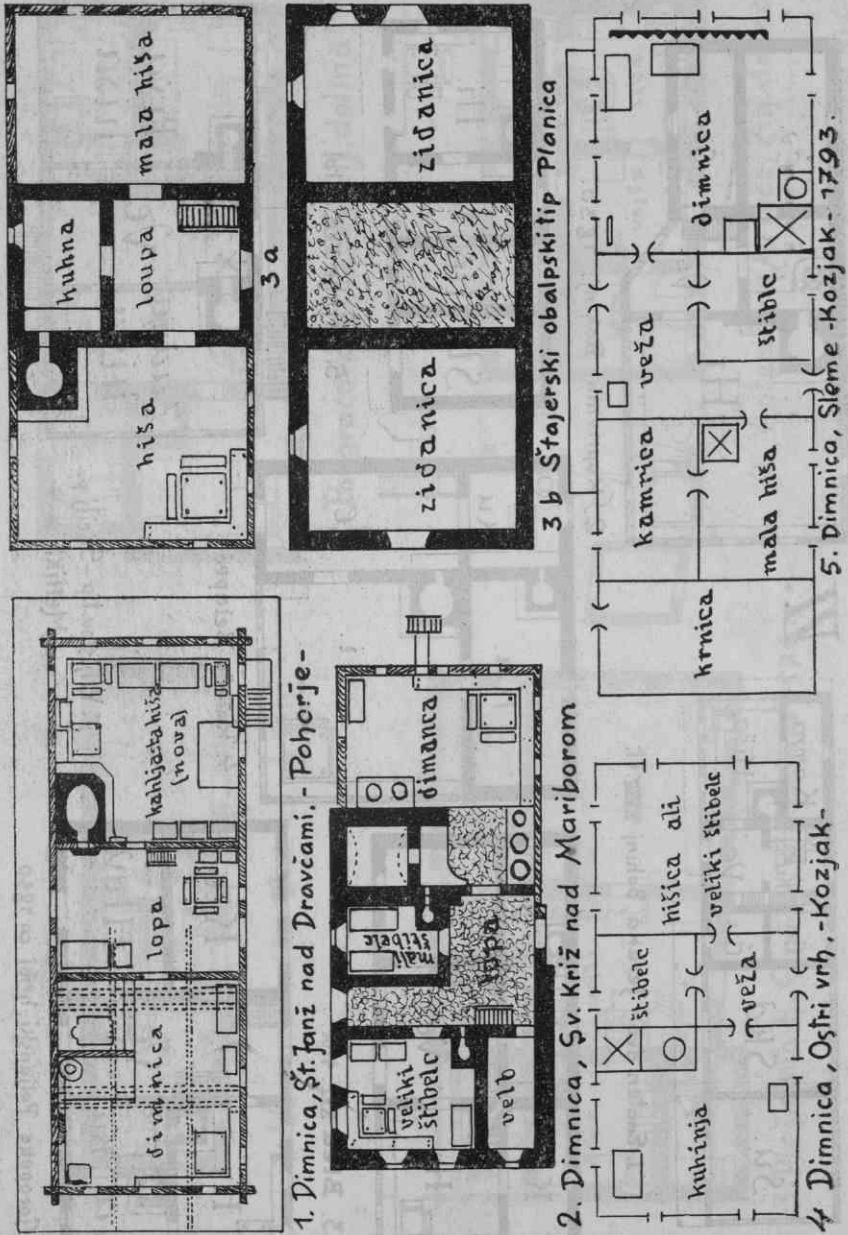 dimnica
lopa
kahlja=ta hiša
(nova)
1. Dimnica, Št. Janž nad Dravčami. - Pohorje-
hiša
kuhna
loupa
mala hiša
3 a
veliki
štibelc
velb
mali
štibelc
lopa
dimanca
2. Dimnica, Sv. Križ nad Mariborom
zidanica
zidanica
3 b Štajerski obalpski tip Planica
kuhinja
štibelc
veža
hišica ali
veliki štibelc
4 Dimnica, Ostri vrh. -Kozjak-
krnica
kamrica
mala hiša
veža
štiblc
dimnica
5. Dimnica, Sleme -Kozjak- 1793.